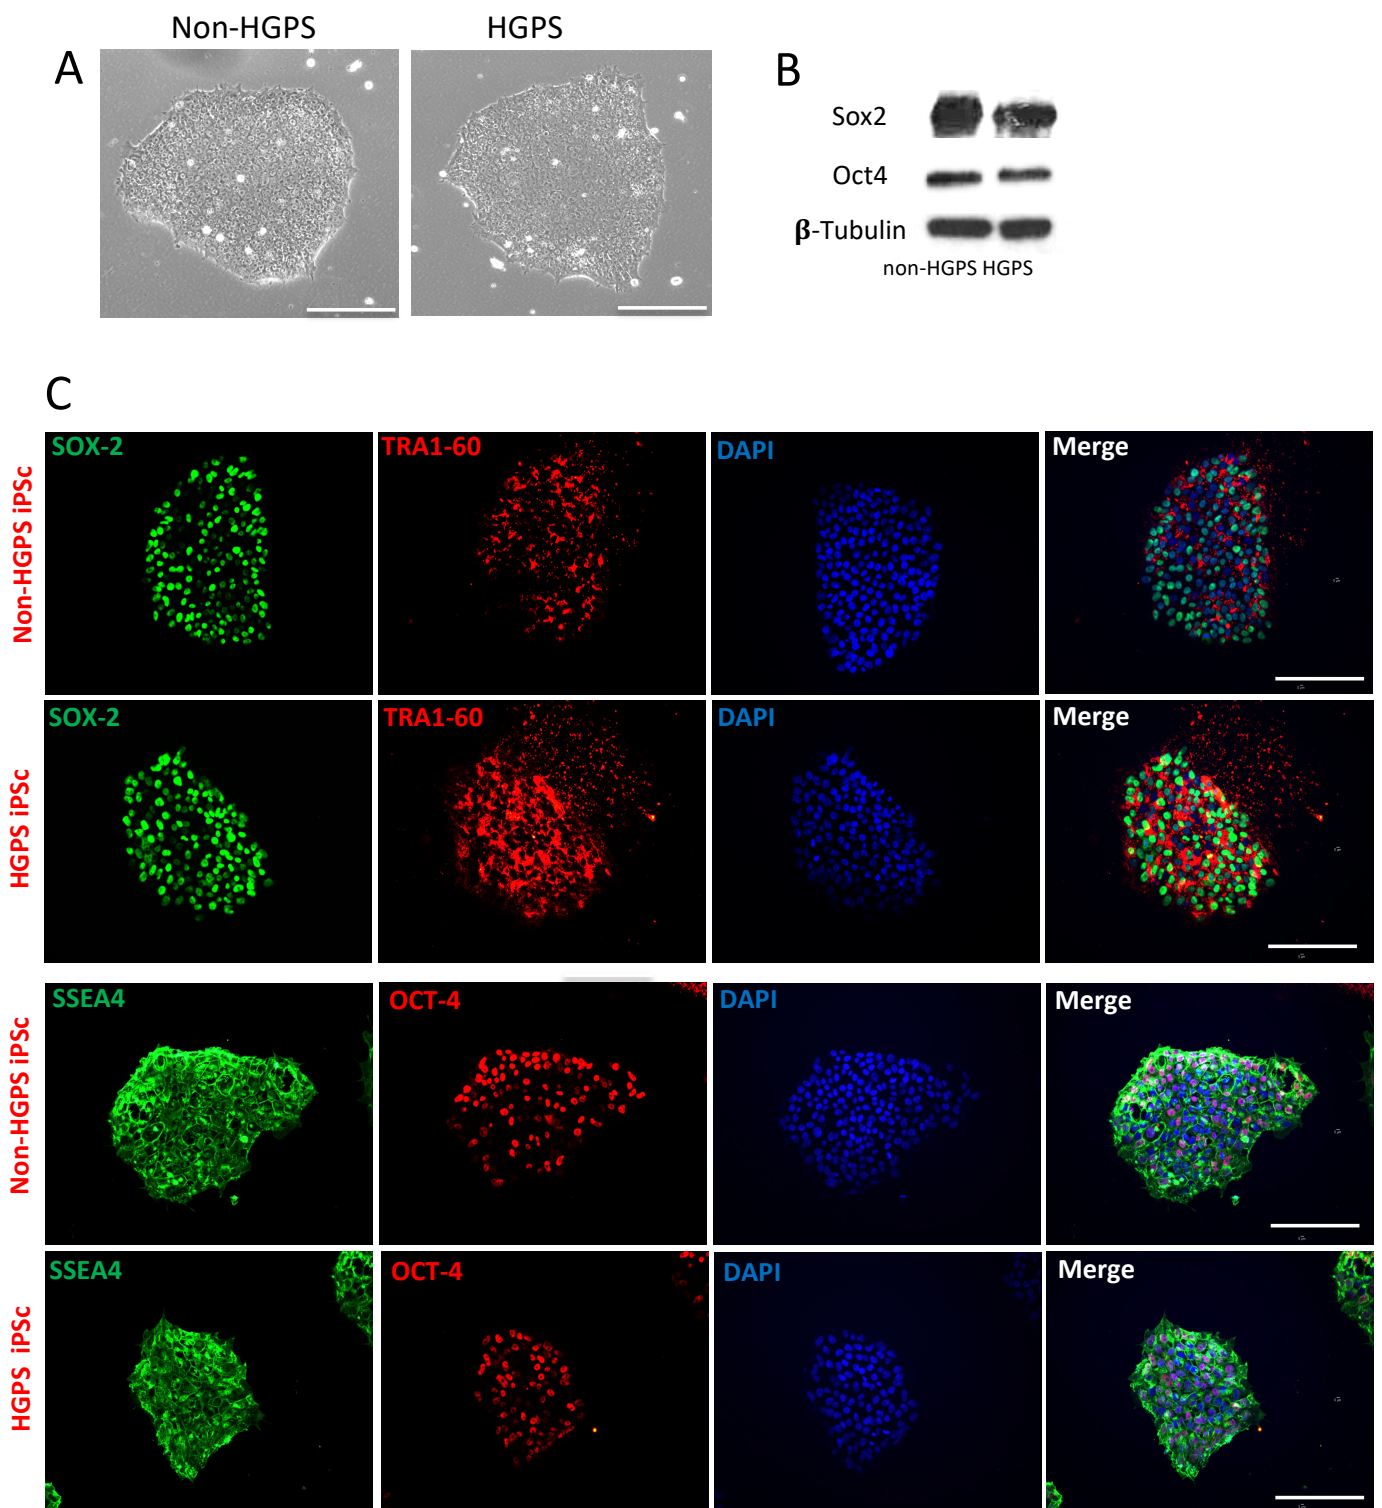 Non-HGPS HGPS
A
B
Sox2
Oct4
β-Tubulin
non-HGPS HGPS
C
Non-HGPS iPSc
SOX-2 TRA1-60 DAPI Merge
HGPS iPSc
SOX-2 TRA1-60 DAPI Merge
Non-HGPS iPSc
SSEA4 OCT-4 DAPI Merge
HGPS iPSc
SSEA4 OCT-4 DAPI Merge